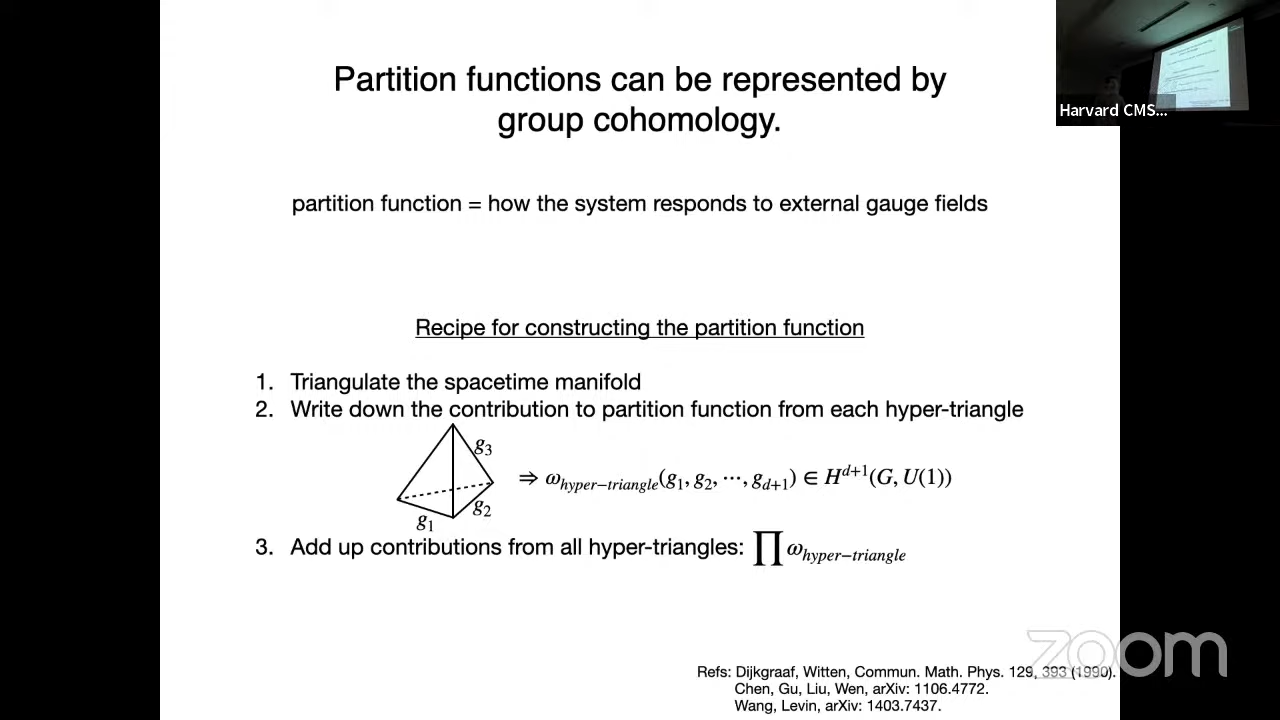 Partition functions can be represented by
group cohomology.
Harvard CMS...
partition function = how the system responds to external gauge fields
Recipe for constructing the partition function
1. Triangulate the spacetime manifold
2. Write down the contribution to partition function from each hyper-triangle
g₃
g₂
g₁
⇒ ω_{hyper−triangle}(g₁, g₂, ⋯, g_{d+1}) ∈ H^{d+1}(G, U(1))
3. Add up contributions from all hyper-triangles: ∏ ω_{hyper−triangle}
zoom
Refs: Dijkgraaf, Witten, Commun. Math. Phys. 129, 393 (1990).
Chen, Gu, Liu, Wen, arXiv: 1106.4772.
Wang, Levin, arXiv: 1403.7437.